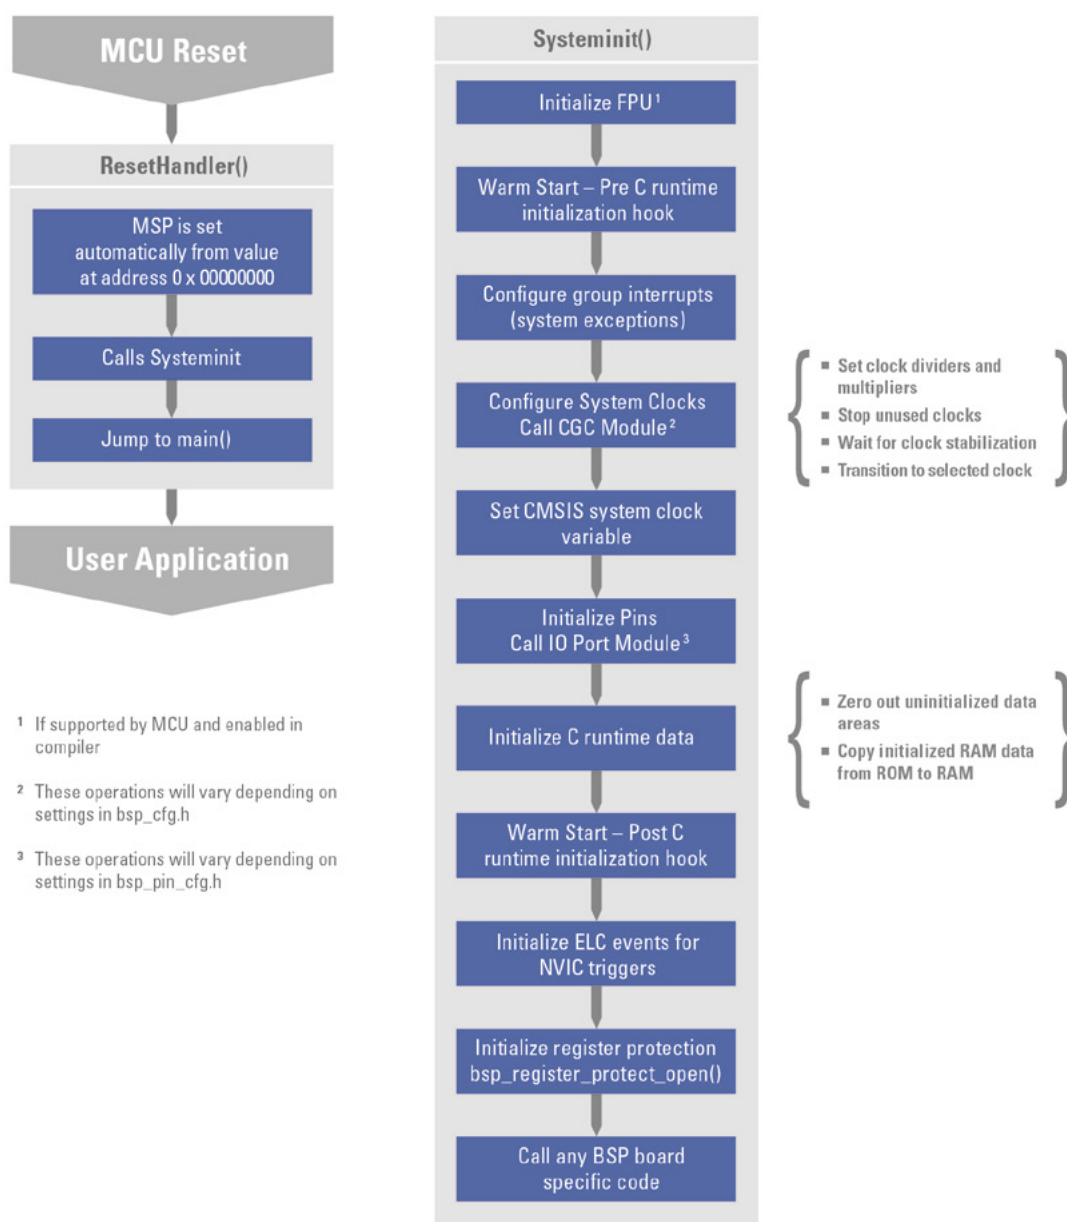 MCU Reset
ResetHandler()
MSP is set
automatically from value
at address 0 x 00000000
Calls Systeminit
Jump to main()
User Application
¹ If supported by MCU and enabled in
compiler
² These operations will vary depending on
settings in bsp_cfg.h
³ These operations will vary depending on
settings in bsp_pin_cfg.h
Systeminit()
Initialize FPU¹
Warm Start – Pre C runtime
initialization hook
Configure group interrupts
(system exceptions)
Configure System Clocks
Call CGC Module²
Set CMSIS system clock
variable
Initialize Pins
Call IO Port Module³
Initialize C runtime data
Warm Start – Post C
runtime initialization hook
Initialize ELC events for
NVIC triggers
Initialize register protection
bsp_register_protect_open()
Call any BSP board
specific code
■ Set clock dividers and
multipliers
■ Stop unused clocks
■ Wait for clock stabilization
■ Transition to selected clock
■ Zero out uninitialized data
areas
■ Copy initialized RAM data
from ROM to RAM